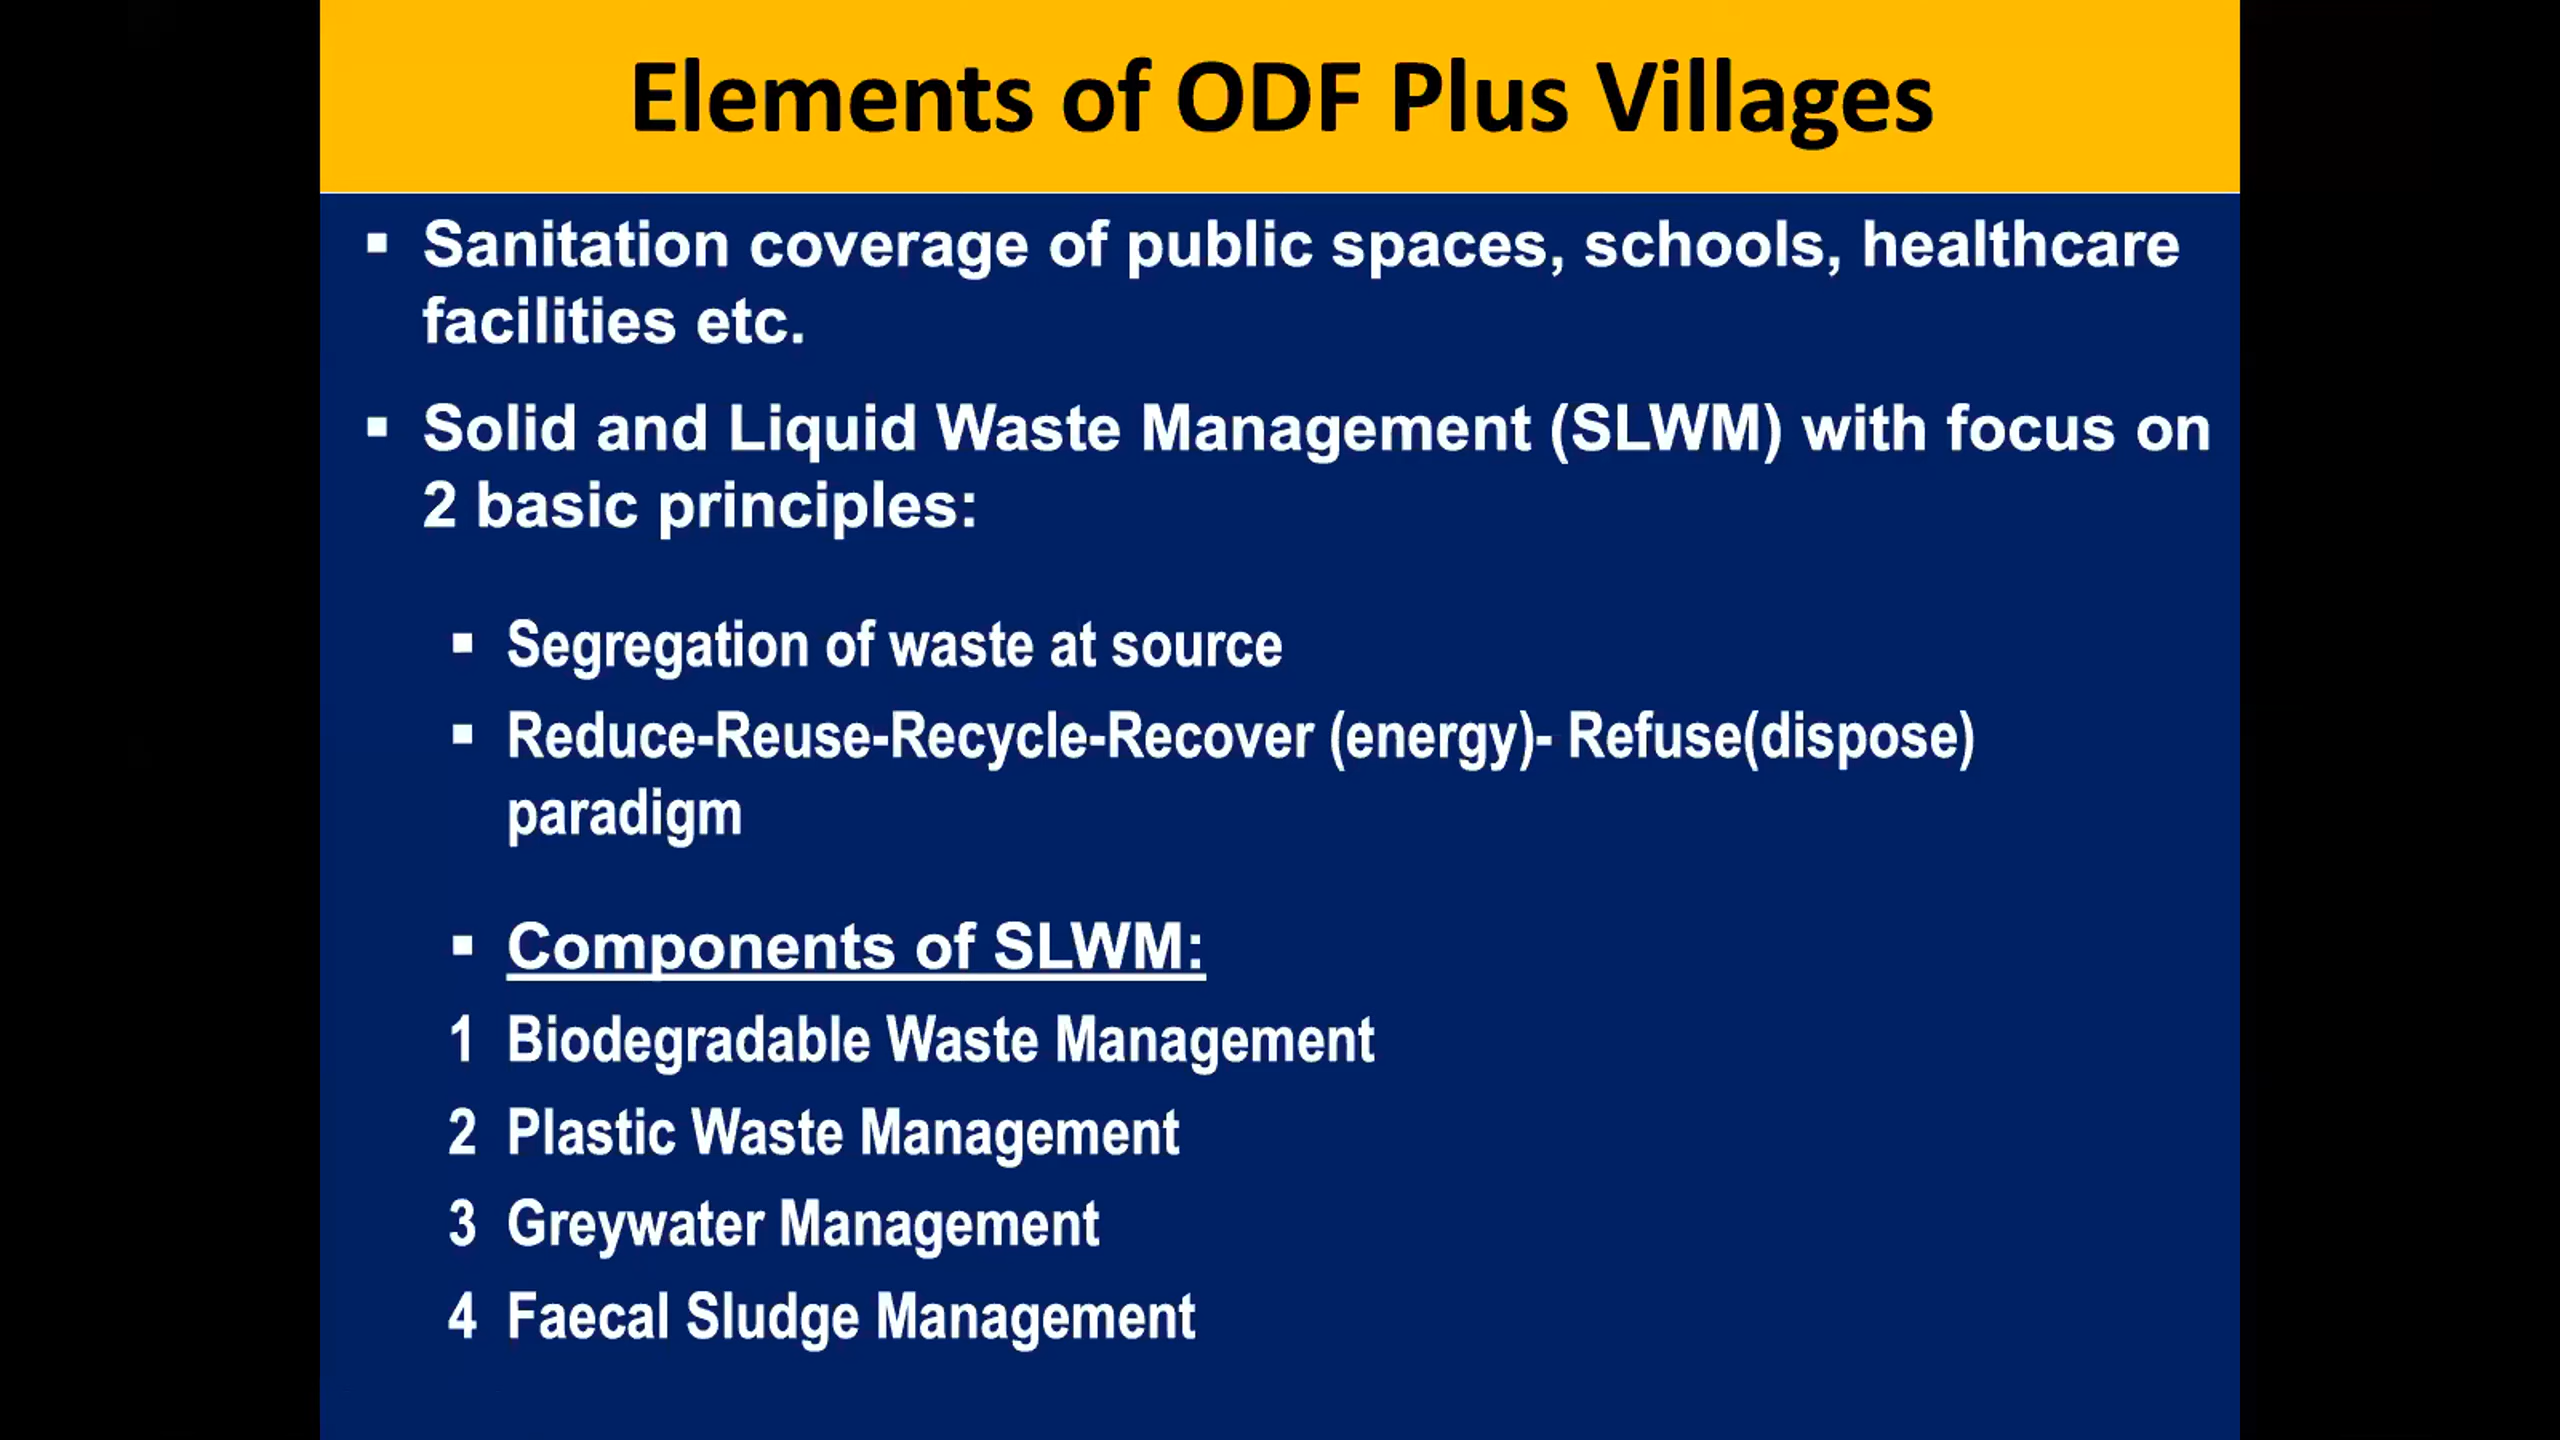 Elements of ODF Plus Villages
▪ Sanitation coverage of public spaces, schools, healthcare
facilities etc.
▪ Solid and Liquid Waste Management (SLWM) with focus on
2 basic principles:
▪ Segregation of waste at source
▪ Reduce-Reuse-Recycle-Recover (energy)- Refuse(dispose)
paradigm
▪ Components of SLWM:
1 Biodegradable Waste Management
2 Plastic Waste Management
3 Greywater Management
4 Faecal Sludge Management